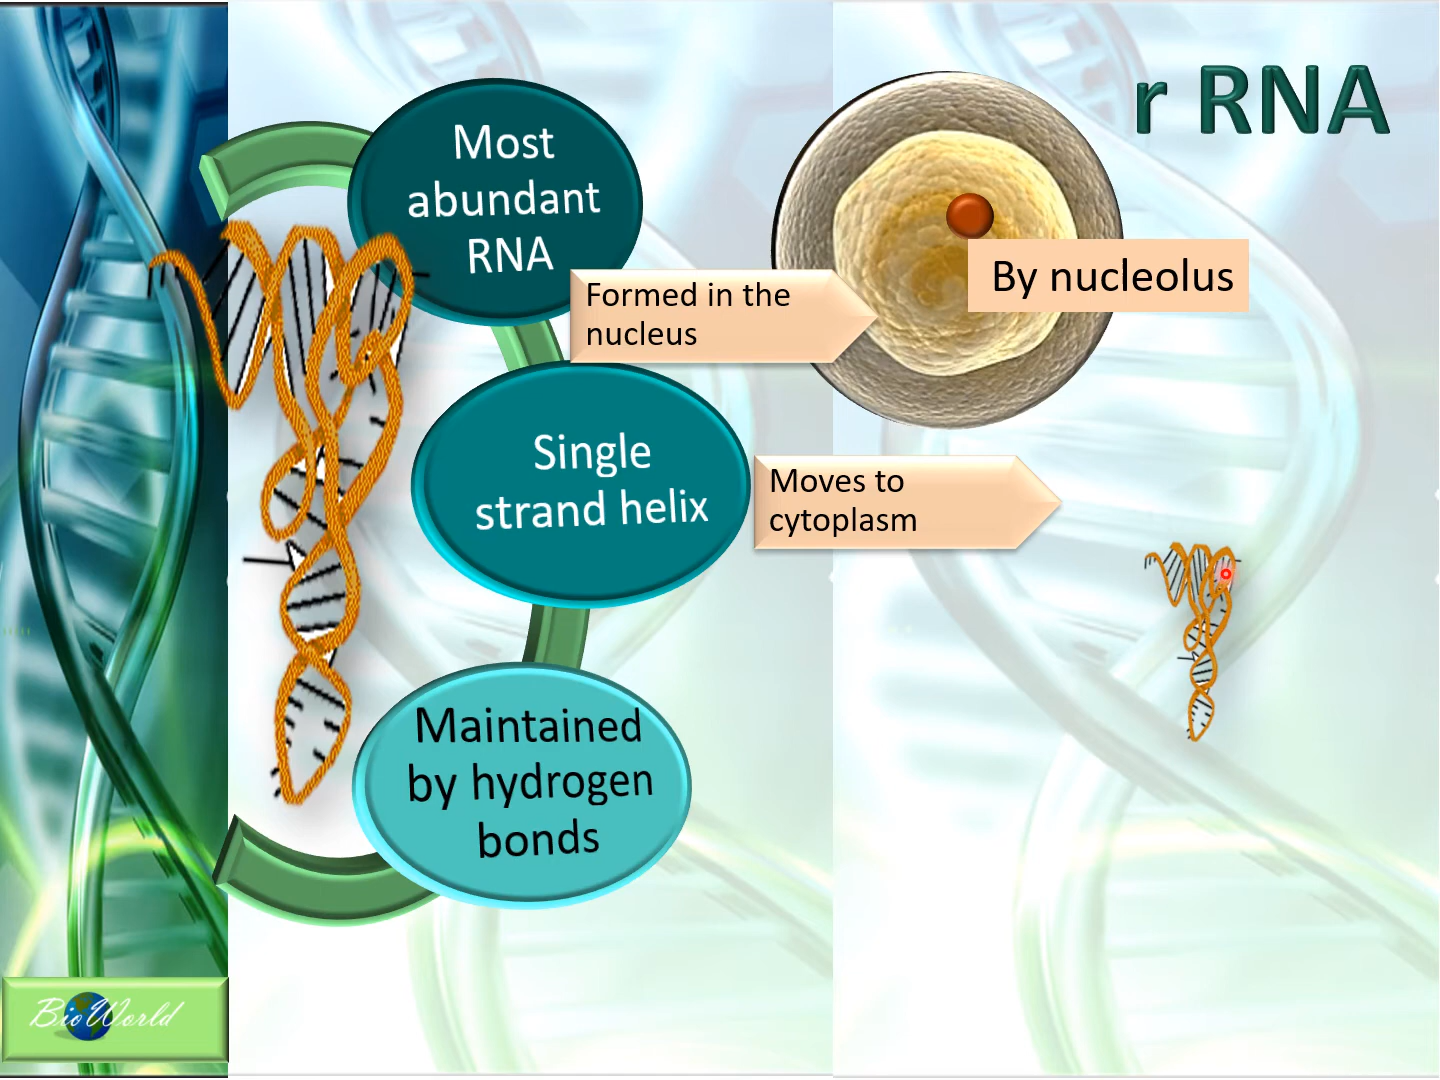 r RNA
Most
abundant
RNA
Formed in the
nucleus
By nucleolus
Single
strand helix
Moves to
cytoplasm
Maintained
by hydrogen
bonds
BioWorld